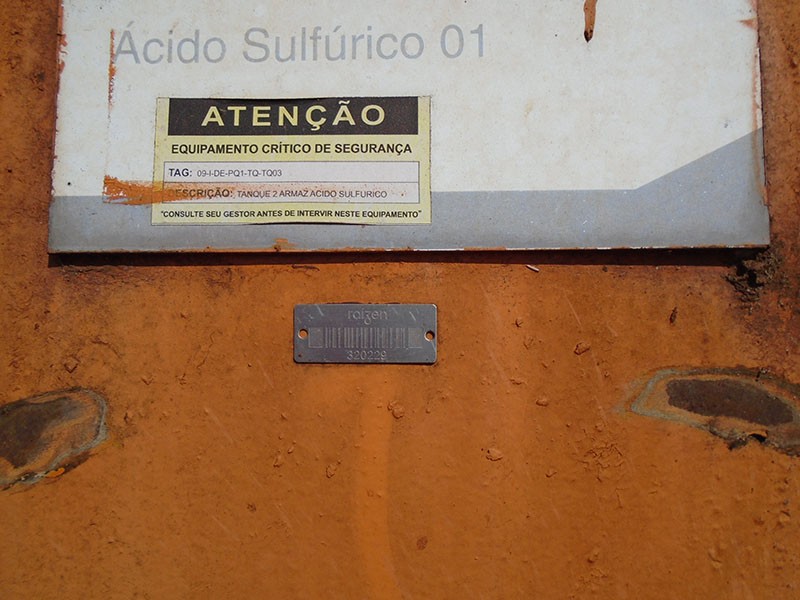 Ácido Sulfúrico 01
ATENÇÃO
EQUIPAMENTO CRÍTICO DE SEGURANÇA
TAG: 09-I-DE-PQ1-TQ-TQ03
DESCRIÇÃO: TANQUE 2 ARMAZ ACIDO SULFURICO
"CONSULTE SEU GESTOR ANTES DE INTERVIR NESTE EQUIPAMENTO"
raízen
320229